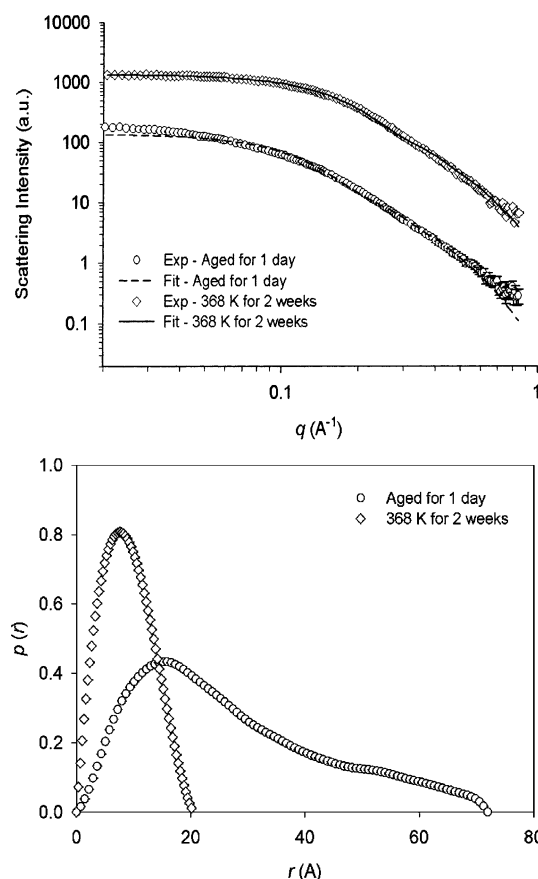 Scattering Intensity (a.u.)
10000
1000
100
10
1
0.1
Exp - Aged for 1 day
Fit - Aged for 1 day
Exp - 368 K for 2 weeks
Fit - 368 K for 2 weeks
0.1
1
q (A⁻¹)
p (r)
1.0
0.8
0.6
0.4
0.2
0.0
Aged for 1 day
368 K for 2 weeks
0
20
40
60
80
r (A)